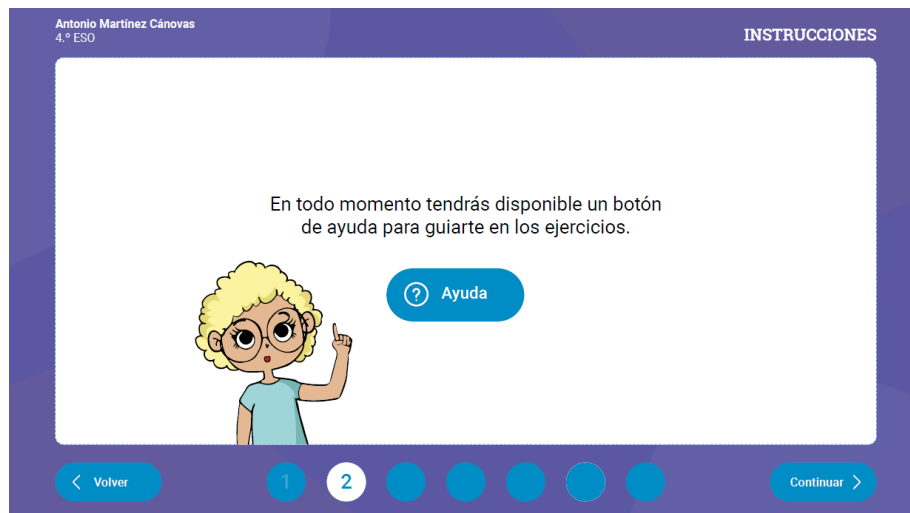 Antonio Martínez Cánovas
4.º ESO
INSTRUCCIONES
En todo momento tendrás disponible un botón
de ayuda para guiarte en los ejercicios.
? Ayuda
Volver
1
2
Continuar